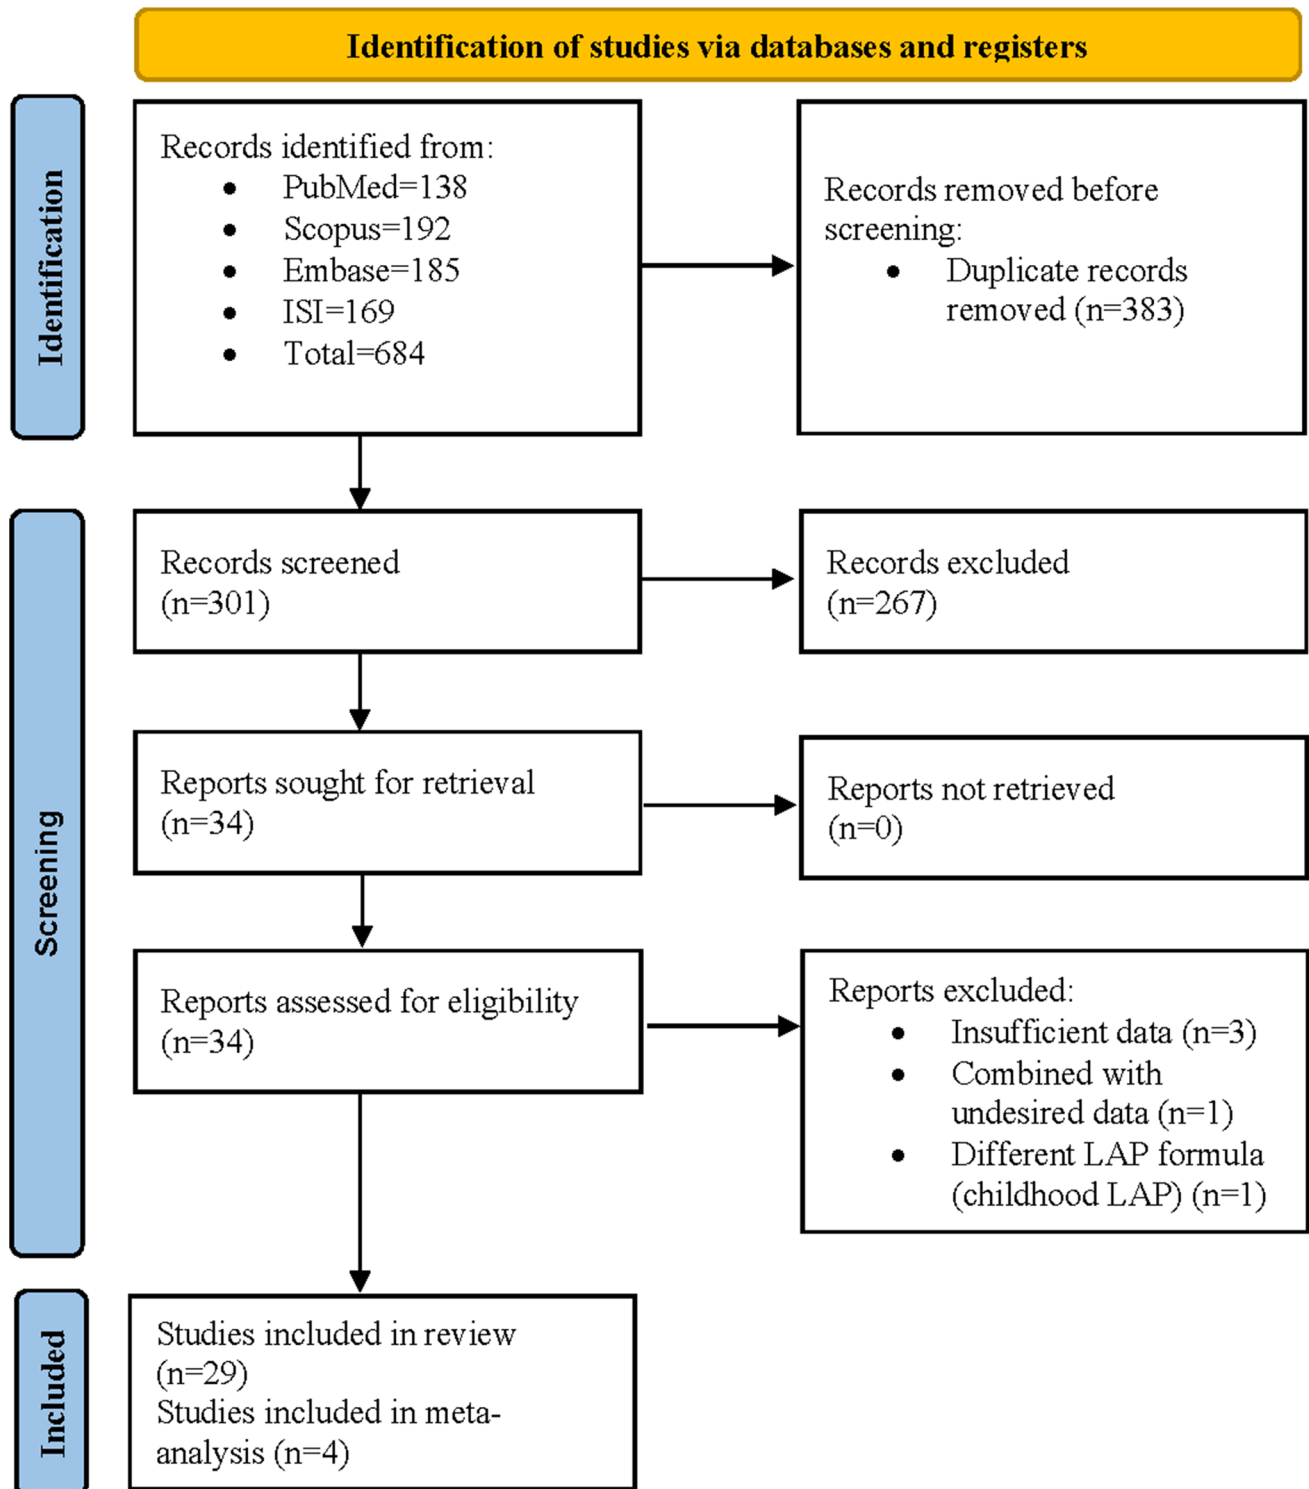 Identification of studies via databases and registers
Identification
Records identified from:
• PubMed=138
• Scopus=192
• Embase=185
• ISI=169
• Total=684
Records removed before
screening:
• Duplicate records
removed (n=383)
Screening
Records screened
(n=301)
Records excluded
(n=267)
Reports sought for retrieval
(n=34)
Reports not retrieved
(n=0)
Reports assessed for eligibility
(n=34)
Reports excluded:
• Insufficient data (n=3)
• Combined with
undesired data (n=1)
• Different LAP formula
(childhood LAP) (n=1)
Included
Studies included in review
(n=29)
Studies included in meta-
analysis (n=4)